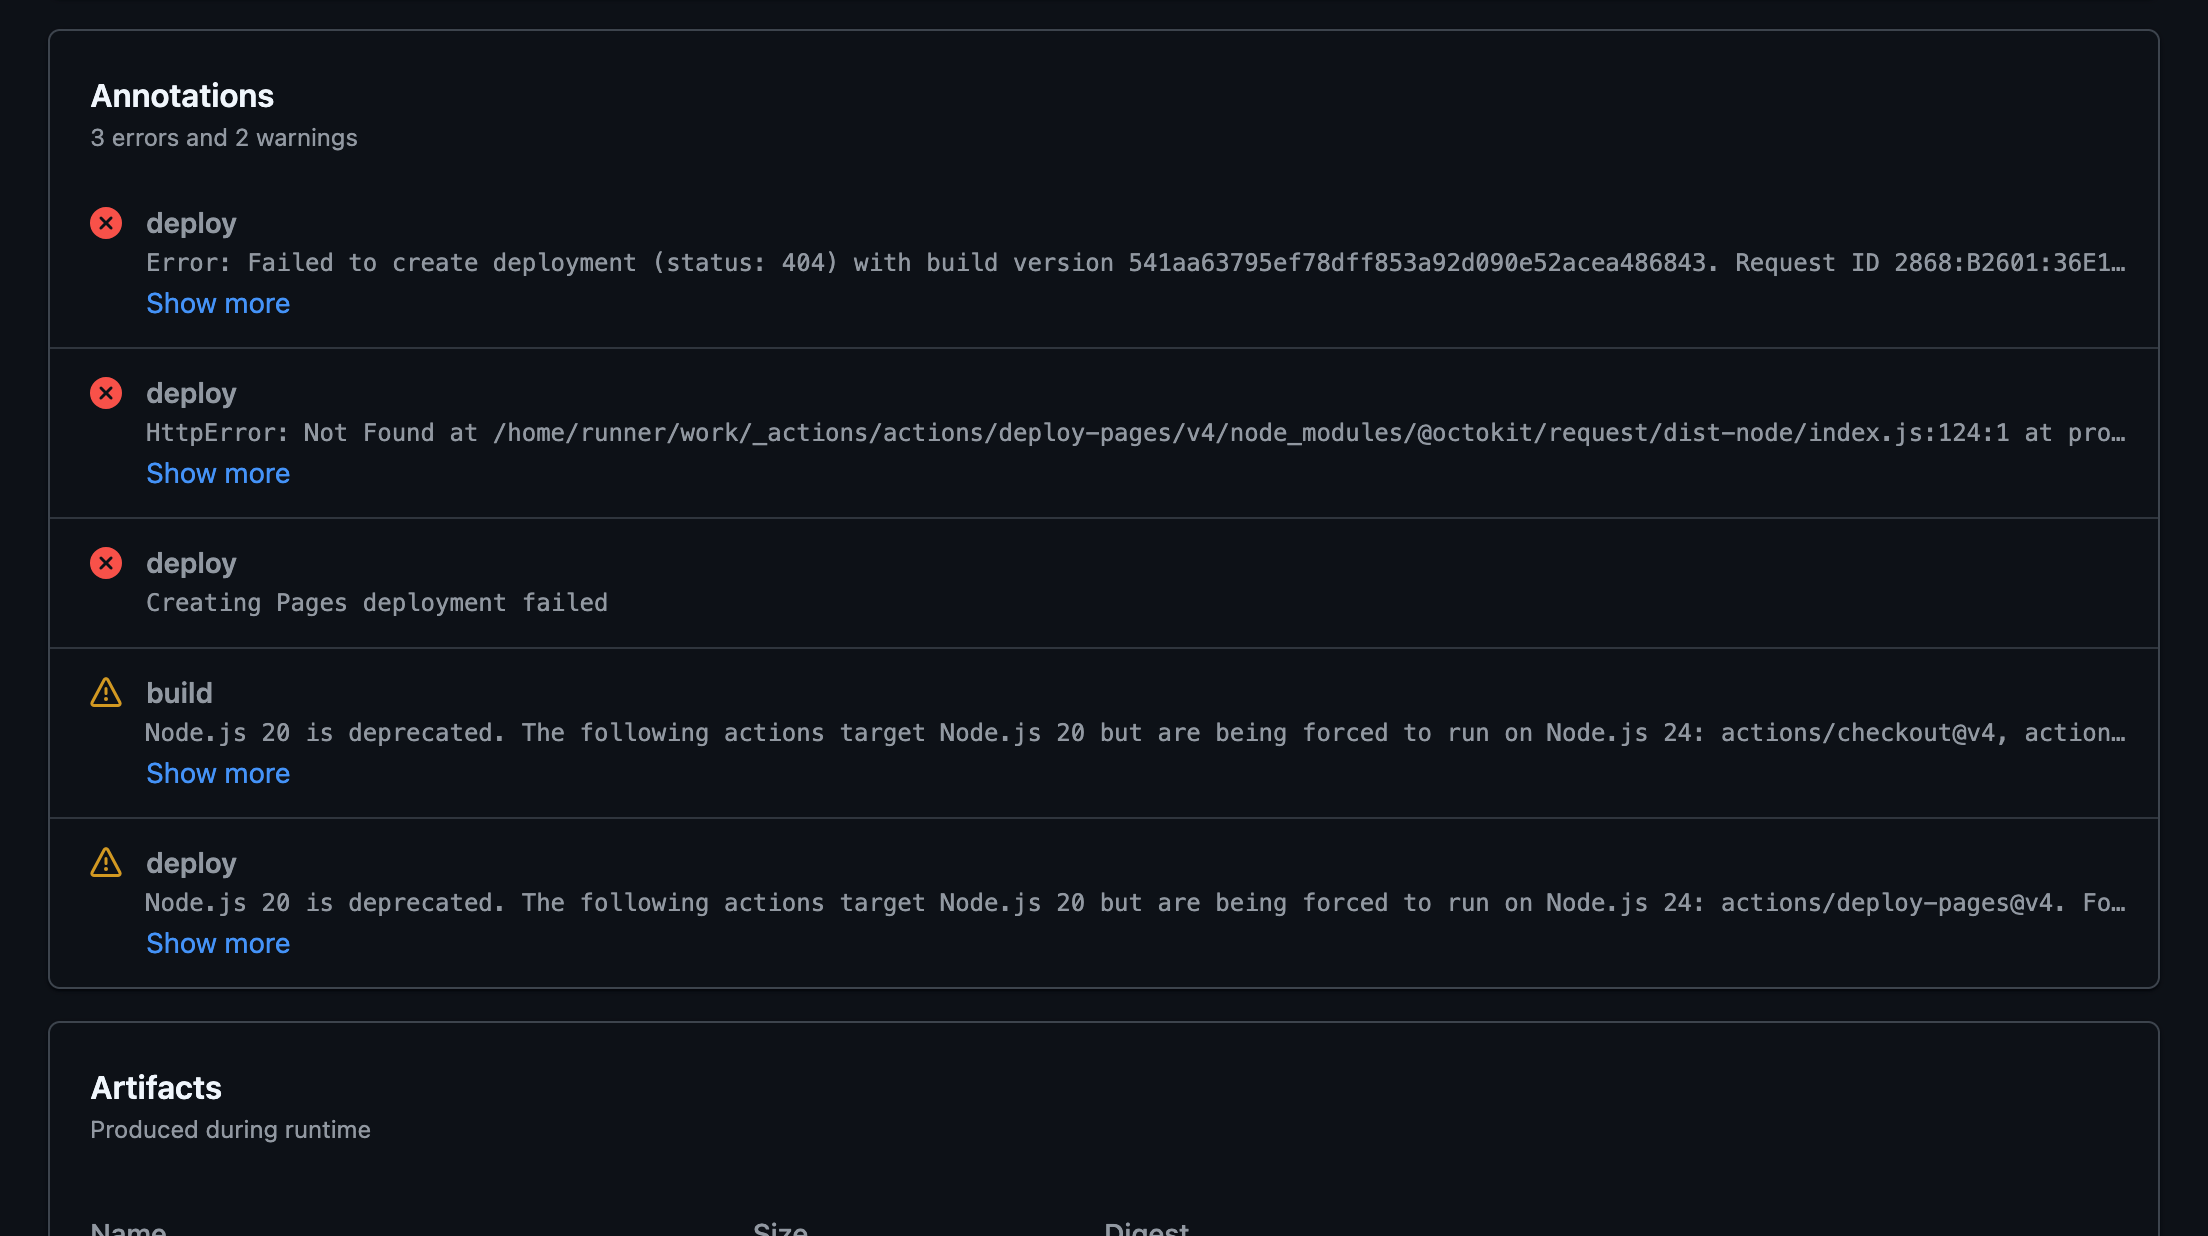 Annotations
3 errors and 2 warnings
deploy
Error: Failed to create deployment (status: 404) with build version 541aa63795ef78dff853a92d090e52acea486843. Request ID 2868:B2601:36E1…
Show more
deploy
HttpError: Not Found at /home/runner/work/_actions/actions/deploy-pages/v4/node_modules/@octokit/request/dist-node/index.js:124:1 at pro…
Show more
deploy
Creating Pages deployment failed
build
Node.js 20 is deprecated. The following actions target Node.js 20 but are being forced to run on Node.js 24: actions/checkout@v4, action…
Show more
deploy
Node.js 20 is deprecated. The following actions target Node.js 20 but are being forced to run on Node.js 24: actions/deploy-pages@v4. Fo…
Show more
Artifacts
Produced during runtime
Name Size Digest